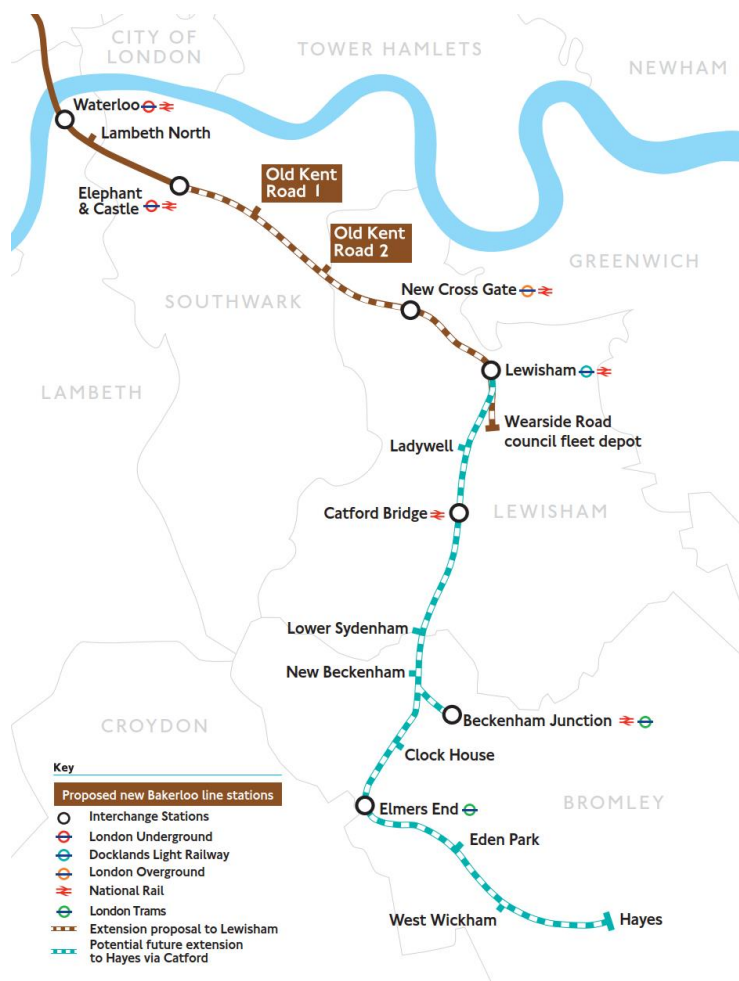 CITY OF
LONDON
TOWER HAMLETS
NEWHAM
Waterloo
Lambeth North
Elephant
& Castle
Old Kent
Road 1
Old Kent
Road 2
GREENWICH
New Cross Gate
SOUTHWARK
Lewisham
LAMBETH
Wearside Road
council fleet depot
Ladywell
Catford Bridge
LEWISHAM
Lower Sydenham
New Beckenham
CROYDON
Beckenham Junction
Clock House
BROMLEY
Elmers End
Eden Park
West Wickham
Hayes
Key
Proposed new Bakerloo line stations
Interchange Stations
London Underground
Docklands Light Railway
London Overground
National Rail
London Trams
Extension proposal to Lewisham
Potential future extension
to Hayes via Catford